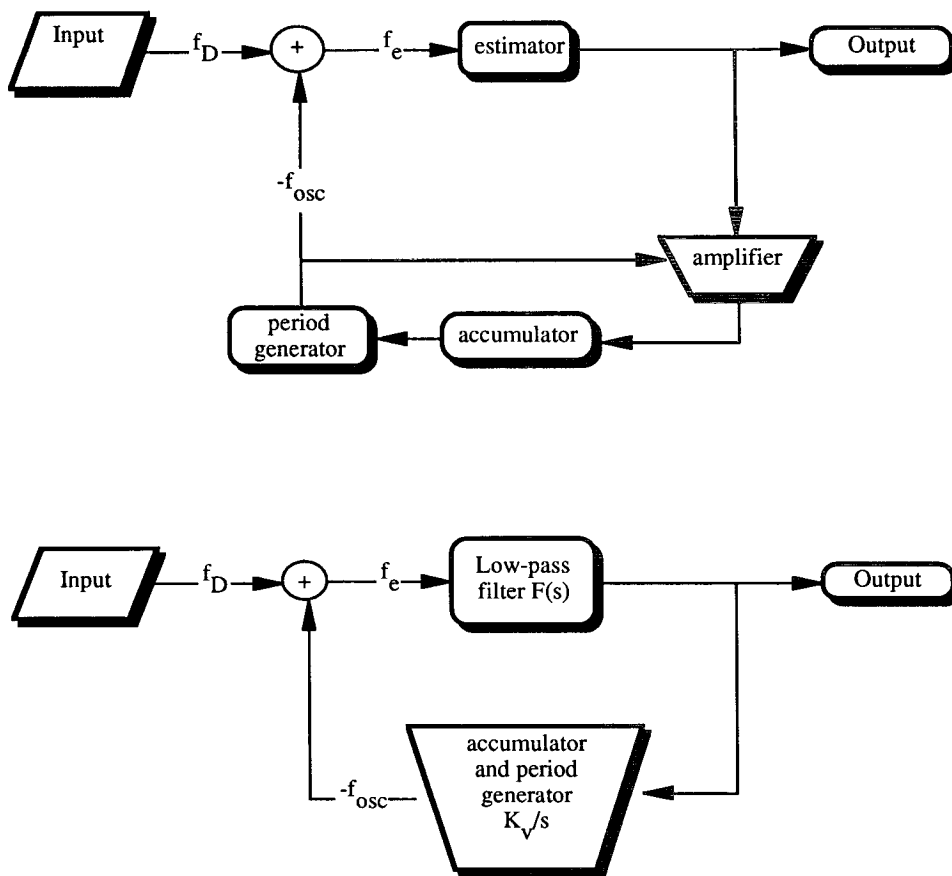 Input
f_D
+
f_e
estimator
Output
-f_osc
amplifier
period
generator
accumulator
Input
f_D
+
f_e
Low-pass
filter F(s)
Output
accumulator
and period
generator
K_v/s
-f_osc